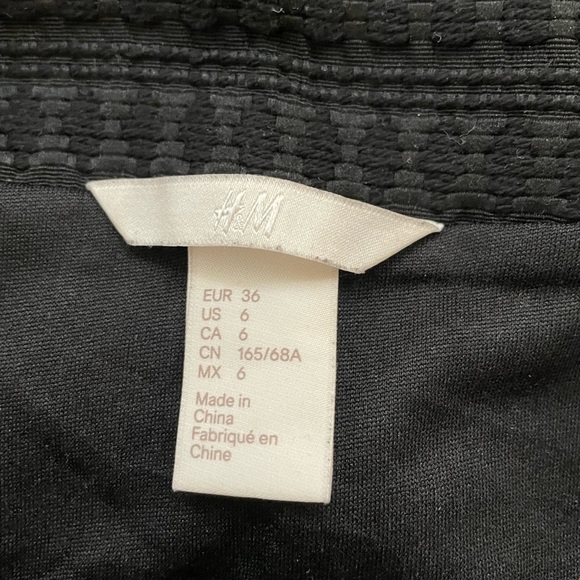 H&M
EUR 36
US 6
CA 6
CN 165/68A
MX 6
Made in
China
Fabriqué en
Chine